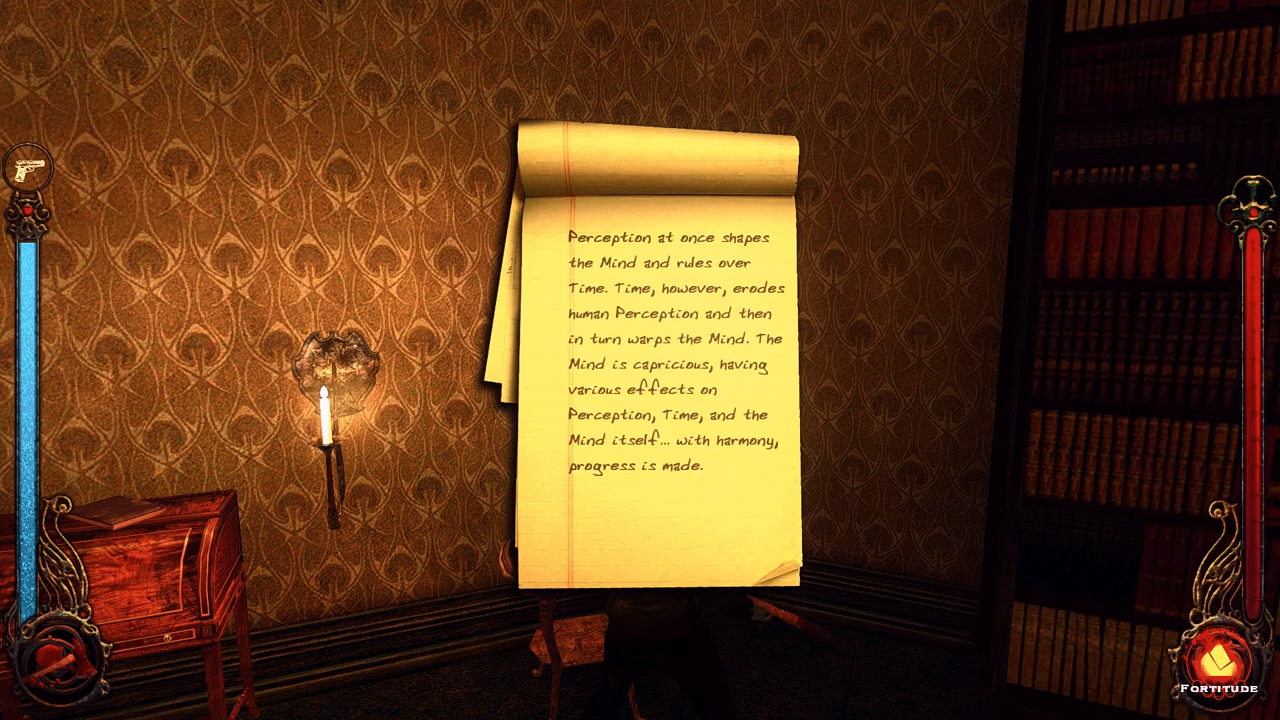 Perception at once shapes
the Mind and rules over
Time. Time, however, erodes
human Perception and then
in turn warps the Mind. The
Mind is capricious, having
various effects on
Perception, Time, and the
Mind itself... with harmony,
progress is made.
Fortitude